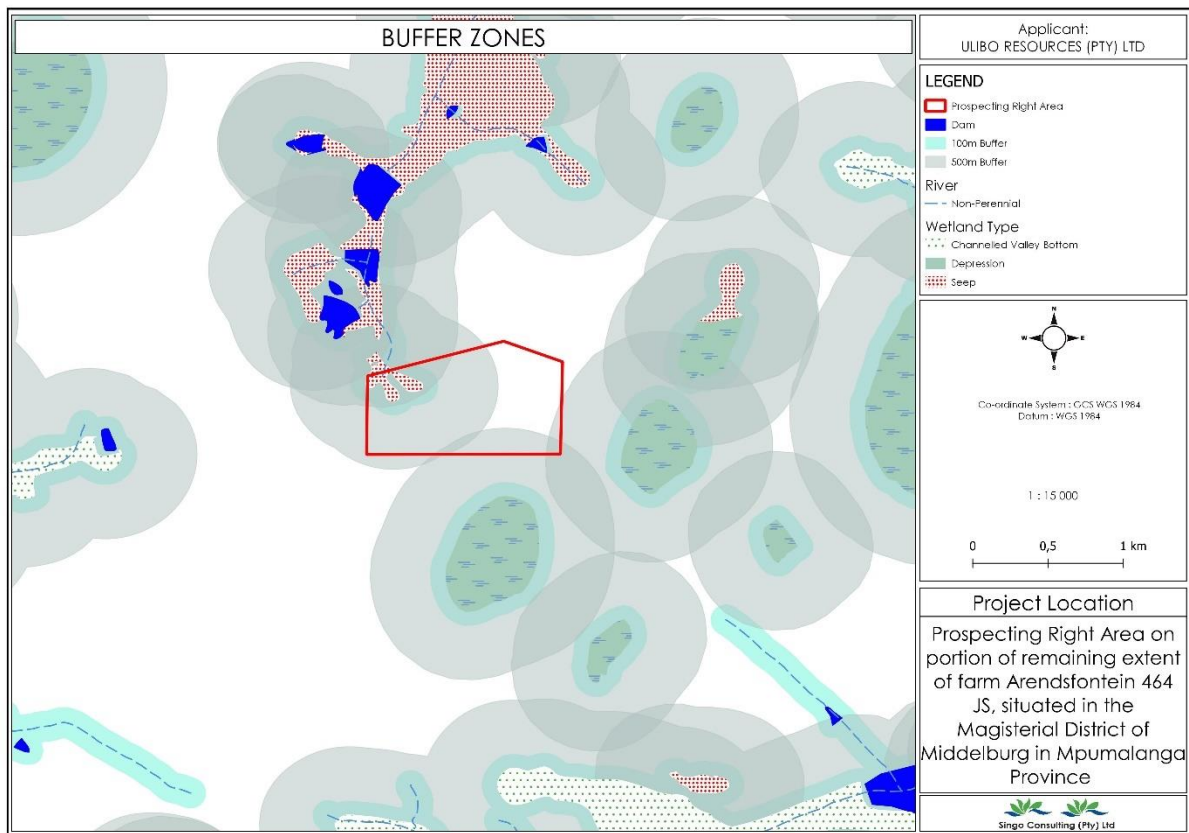 BUFFER ZONES
Applicant:
ULIBO RESOURCES (PTY) LTD
LEGEND
Prospecting Right Area
Dam
100m Buffer
500m Buffer
River
Non-Perennial
Wetland Type
Channelled Valley Bottom
Depression
Seep
N
W
E
S
Co-ordinate System : GCS WGS 1984
Datum : WGS 1984
1 : 15 000
0
0,5
1 km
Project Location
Prospecting Right Area on
portion of remaining extent
of farm Arendsfontein 464
JS, situated in the
Magisterial District of
Middelburg in Mpumalanga
Province
Singo Consulting (Pty) Ltd